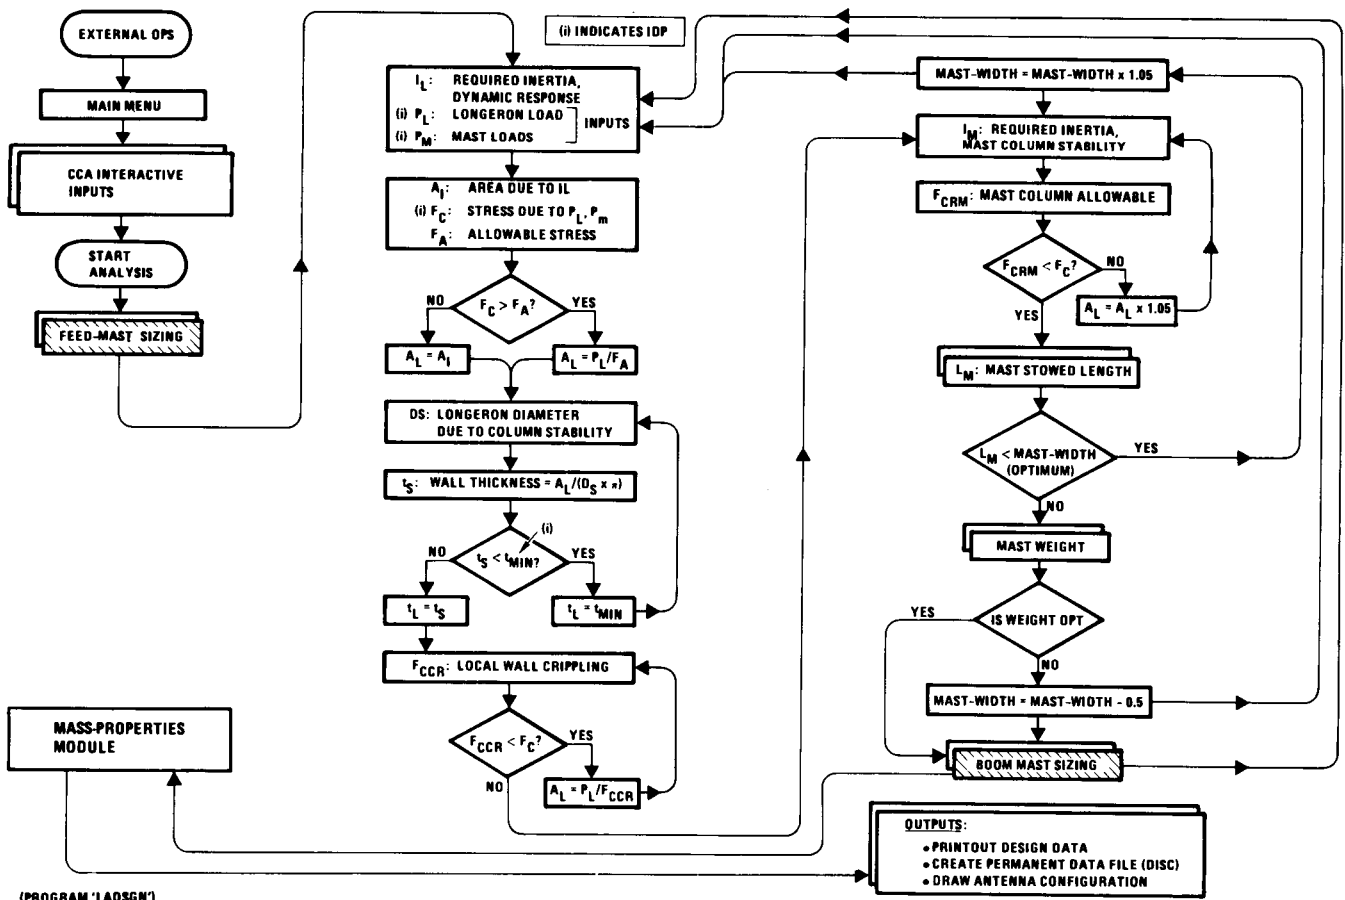 EXTERNAL OPS
MAIN MENU
CCA INTERACTIVE
INPUTS
START
ANALYSIS
FEED-MAST SIZING
(i) INDICATES IDP
I_L: REQUIRED INERTIA,
DYNAMIC RESPONSE
(i) P_L: LONGERON LOAD
(i) P_M: MAST LOADS
INPUTS
A_i: AREA DUE TO IL
(i) F_C: STRESS DUE TO P_L, P_m
F_A: ALLOWABLE STRESS
F_C > F_A?
NO
YES
A_L = A_i
A_L = P_L/F_A
DS: LONGERON DIAMETER
DUE TO COLUMN STABILITY
t_S: WALL THICKNESS = A_L/(D_S x π)
(i)
t_S < t_MIN?
NO
YES
t_L = t_S
t_L = t_MIN
F_CCR: LOCAL WALL CRIPPLING
F_CCR < F_C?
YES
NO
A_L = P_L/F_CCR
MAST-WIDTH = MAST-WIDTH x 1.05
I_M: REQUIRED INERTIA,
MAST COLUMN STABILITY
F_CRM: MAST COLUMN ALLOWABLE
F_CRM < F_C?
NO
YES
A_L = A_L x 1.05
L_M: MAST STOWED LENGTH
L_M < MAST-WIDTH
(OPTIMUM)
YES
NO
MAST WEIGHT
IS WEIGHT OPT
YES
NO
MAST-WIDTH = MAST-WIDTH - 0.5
BOOM MAST SIZING
MASS-PROPERTIES
MODULE
OUTPUTS:
• PRINTOUT DESIGN DATA
• CREATE PERMANENT DATA FILE (DISC)
• DRAW ANTENNA CONFIGURATION
(PROGRAM 'LADSGN')